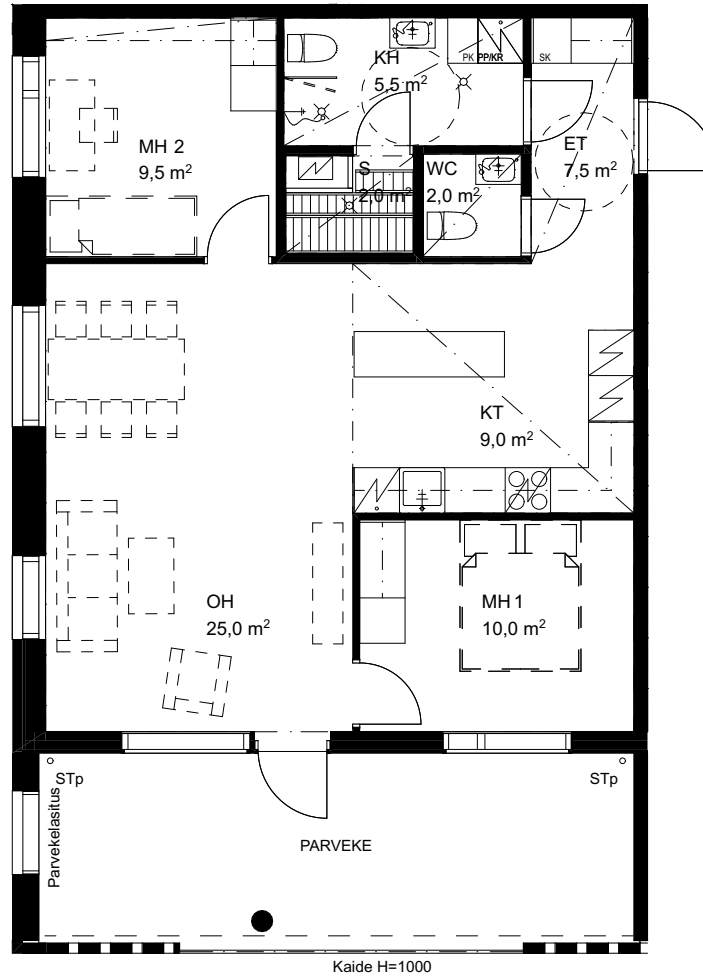 KH
5,5 m²
PK PP/KR
SK
MH 2
9,5 m²
S
2,0 m²
WC
2,0 m²
ET
7,5 m²
KT
9,0 m²
OH
25,0 m²
MH 1
10,0 m²
STp
STp
Parvekelasitus
PARVEKE
Kaide H=1000